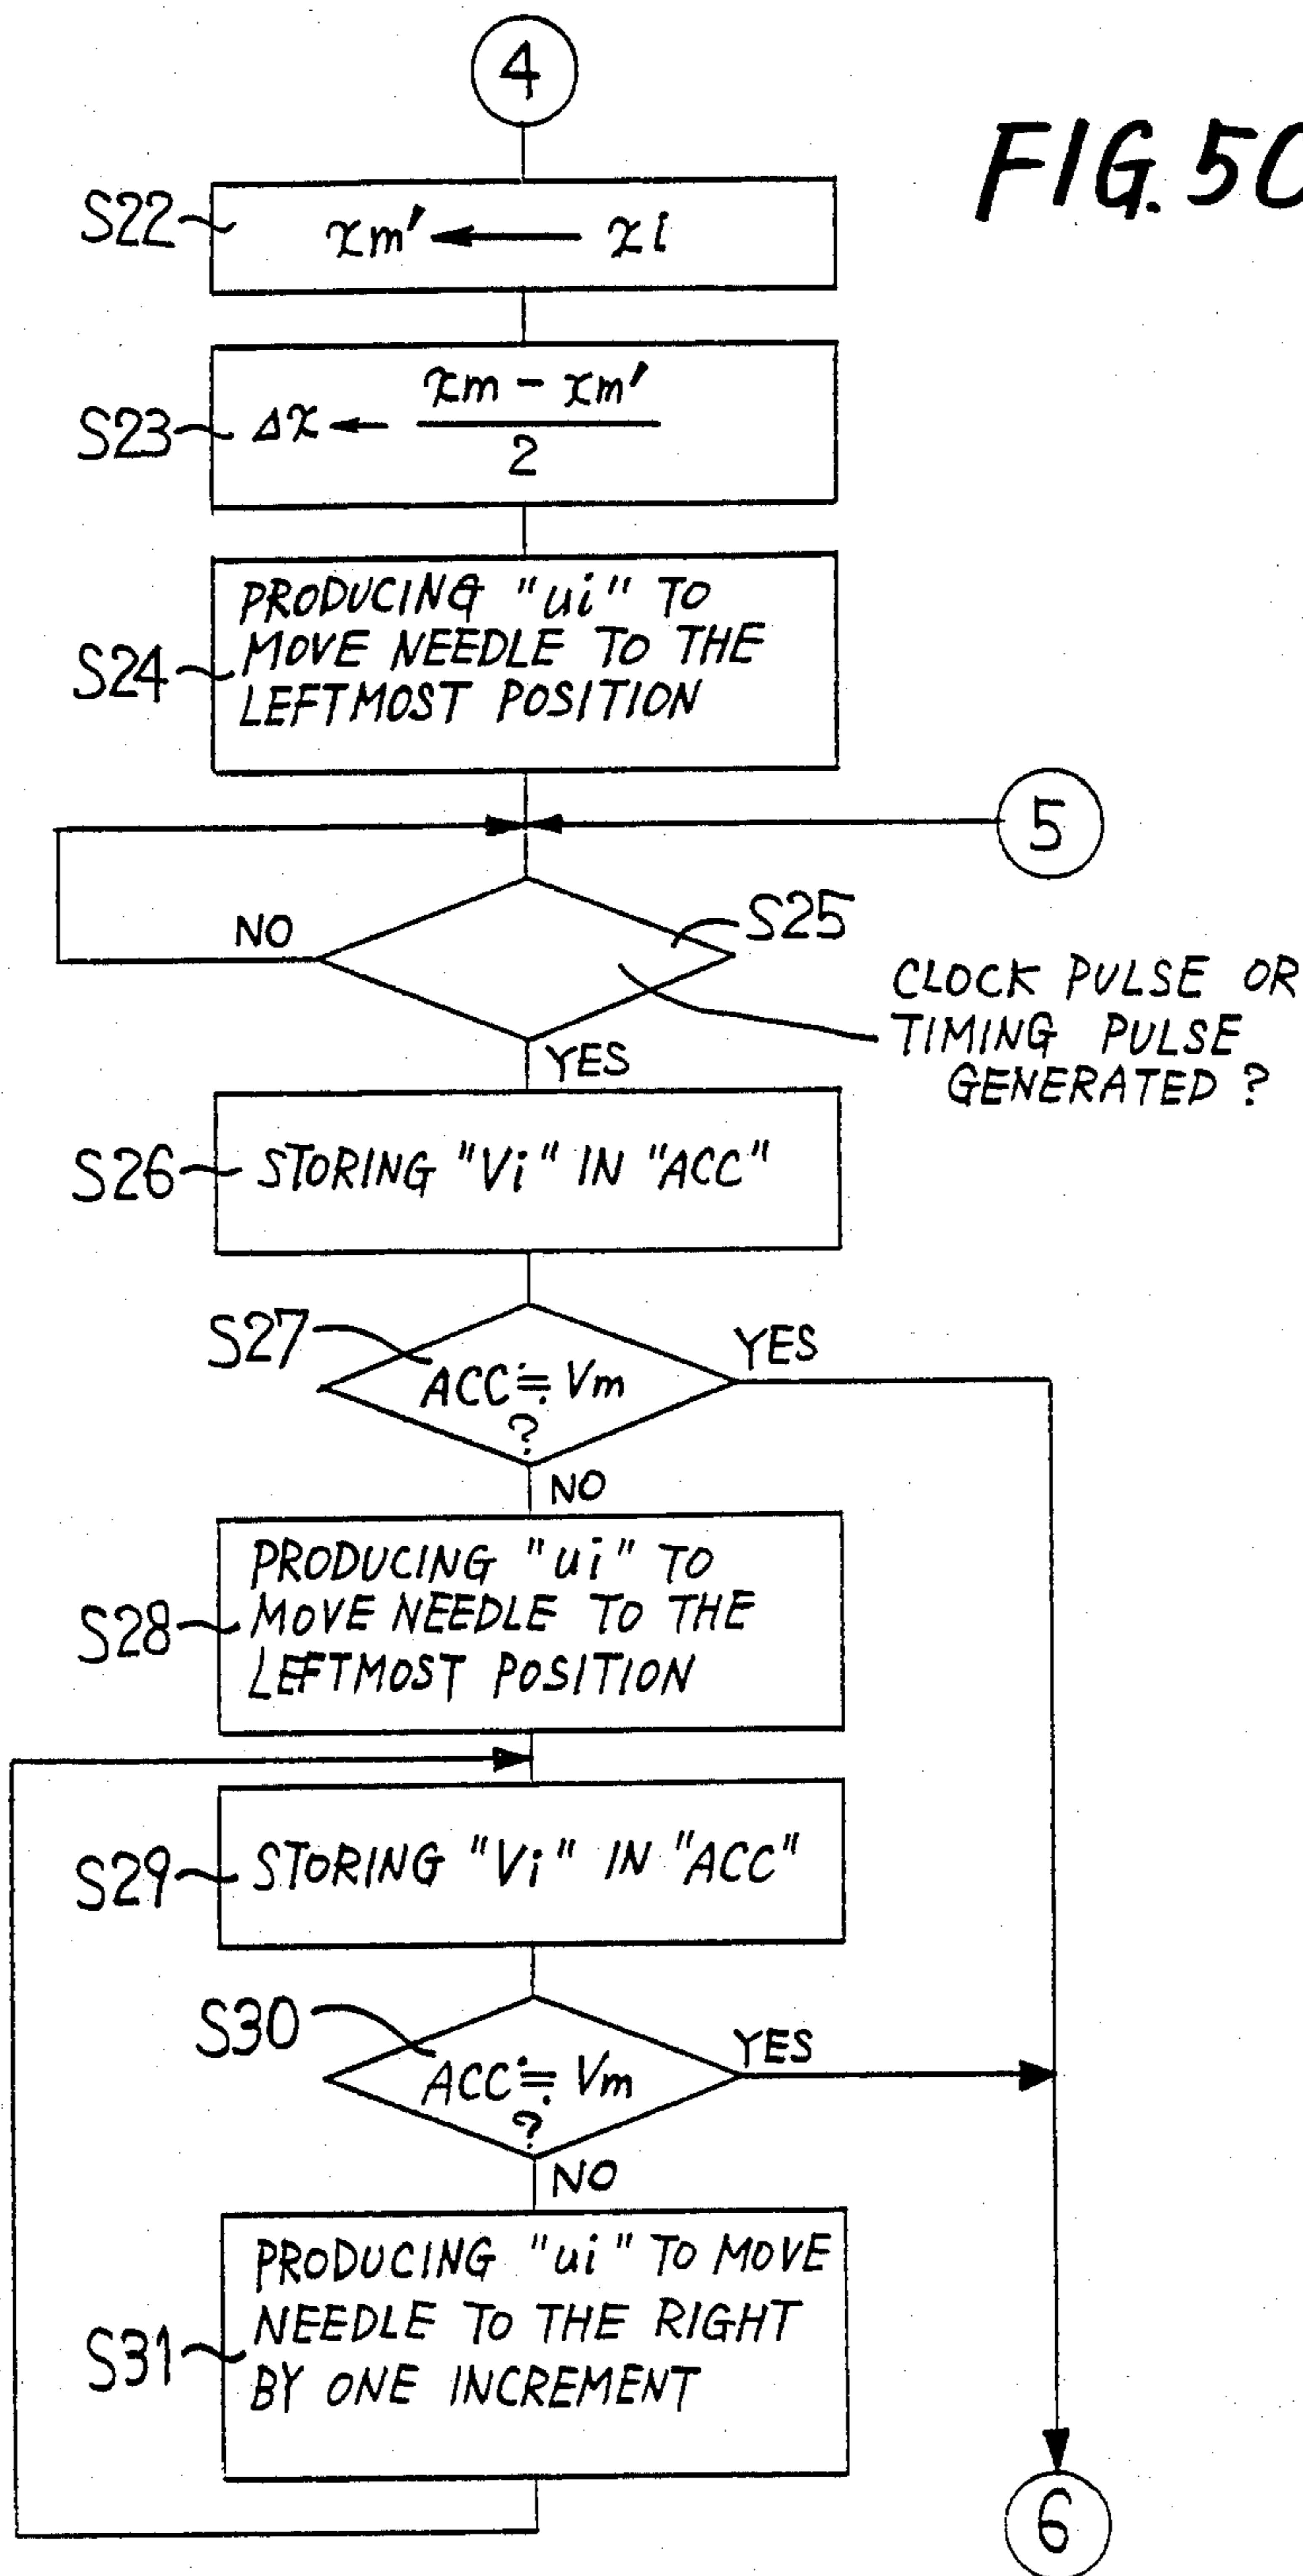 4
FIG. 5C
S22
xm' ← xi
S23
Δx ← xm - xm'
2
S24
PRODUCING "ui" TO
MOVE NEEDLE TO THE
LEFTMOST POSITION
5
NO
S25
CLOCK PULSE OR
TIMING PULSE
GENERATED ?
YES
S26
STORING "Vi" IN "ACC"
S27
ACC ≒ Vm
?
YES
NO
S28
PRODUCING "ui" TO
MOVE NEEDLE TO THE
LEFTMOST POSITION
S29
STORING "Vi" IN "ACC"
S30
ACC ≒ Vm
?
YES
NO
S31
PRODUCING "ui" TO MOVE
NEEDLE TO THE RIGHT
BY ONE INCREMENT
6